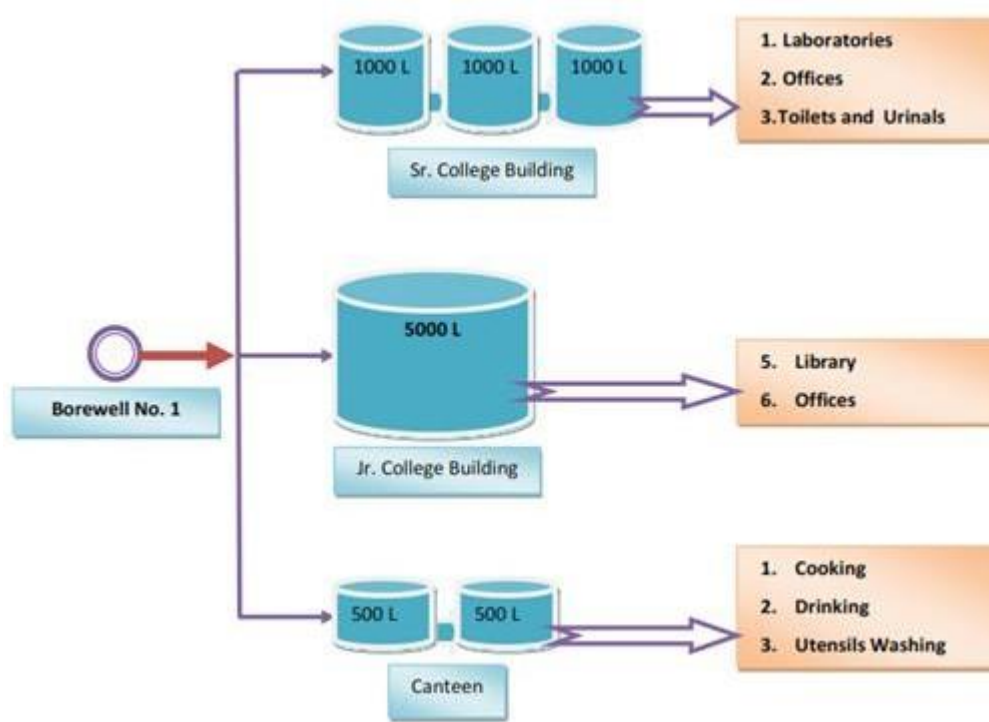 1000 L
1000 L
1000 L
1. Laboratories
2. Offices
3.Toilets and Urinals
Sr. College Building
Borewell No. 1
5000 L
5. Library
6. Offices
Jr. College Building
500 L
500 L
1. Cooking
2. Drinking
3. Utensils Washing
Canteen